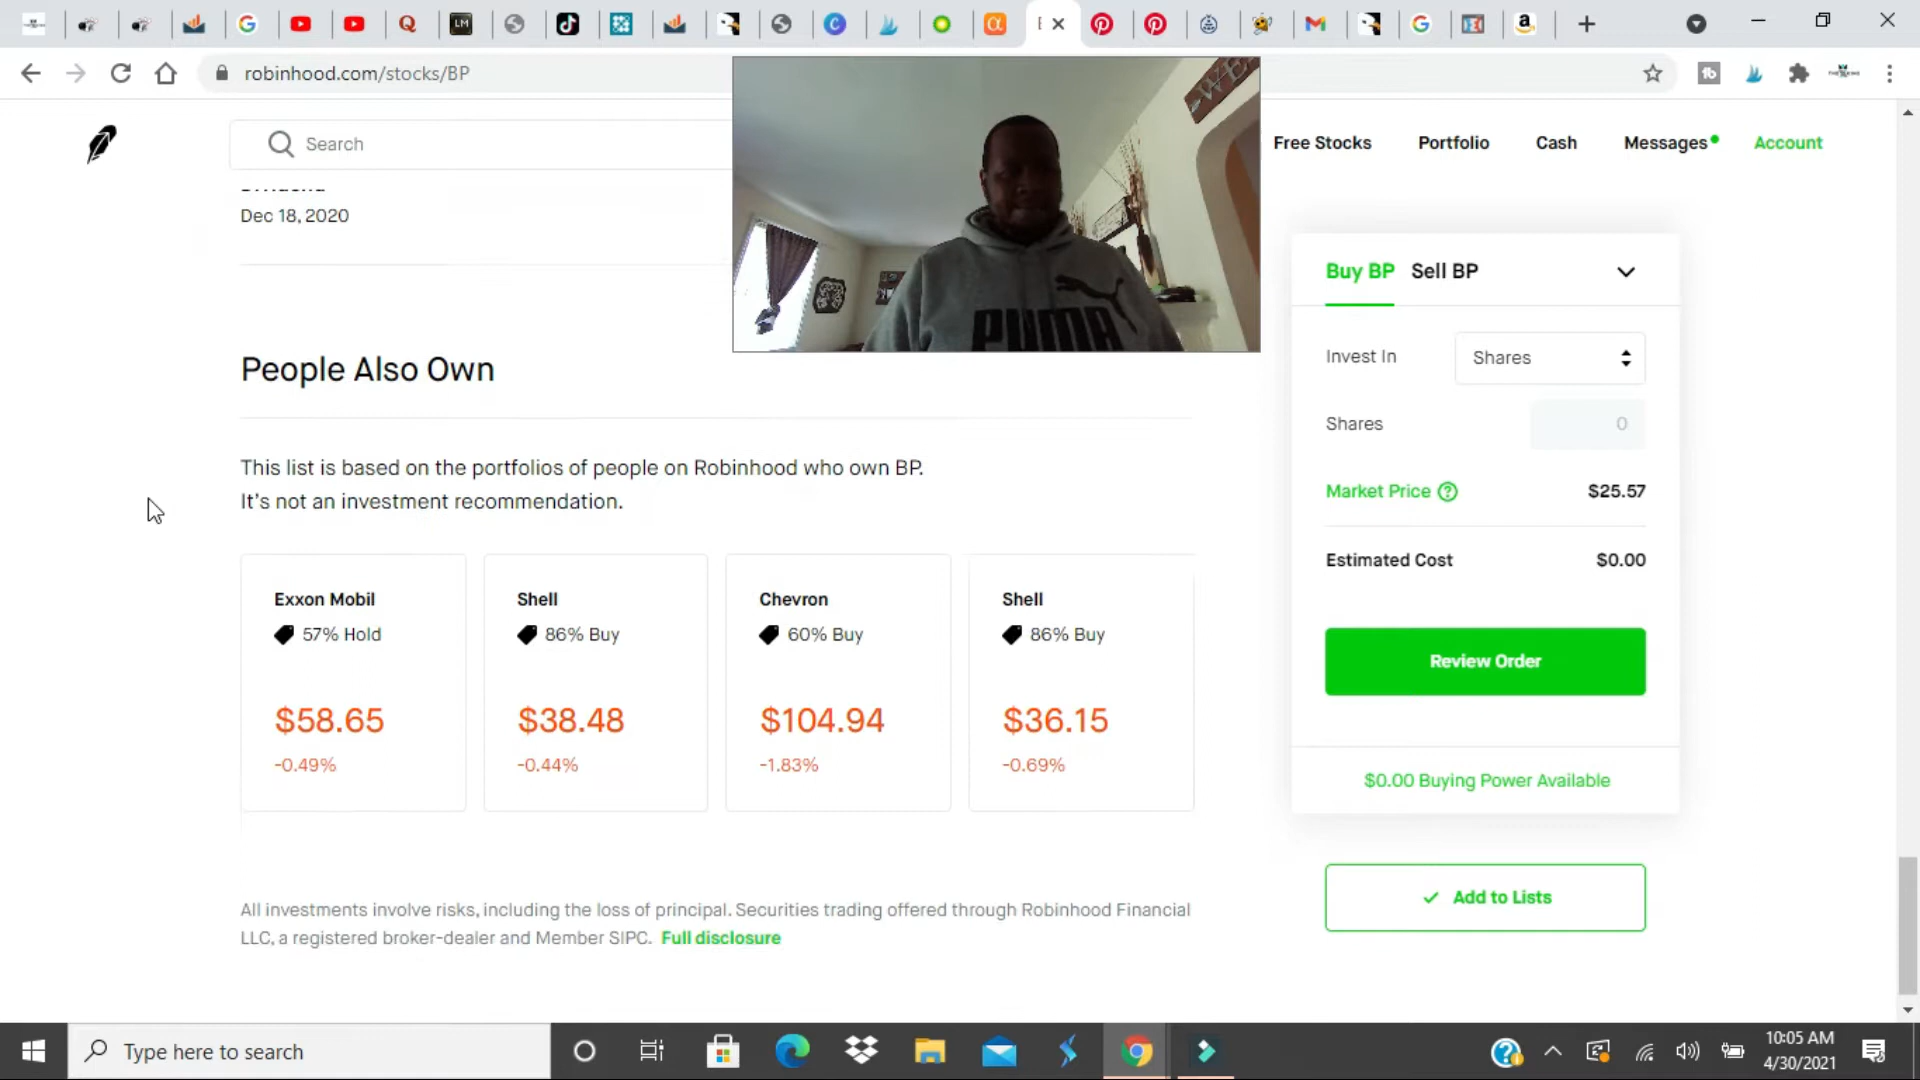 robinhood.com/stocks/BP
Search
Free Stocks
Portfolio
Cash
Messages
Account
Dec 18, 2020
WE
PUMA
Buy BP
Sell BP
Invest In
Shares
Shares
0
Market Price
$25.57
Estimated Cost
$0.00
Review Order
$0.00 Buying Power Available
Add to Lists
People Also Own
This list is based on the portfolios of people on Robinhood who own BP.
It's not an investment recommendation.
Exxon Mobil
57% Hold
$58.65
-0.49%
Shell
86% Buy
$38.48
-0.44%
Chevron
60% Buy
$104.94
-1.83%
Shell
86% Buy
$36.15
-0.69%
All investments involve risks, including the loss of principal. Securities trading offered through Robinhood Financial
LLC, a registered broker-dealer and Member SIPC. Full disclosure
Type here to search
10:05 AM
4/30/2021